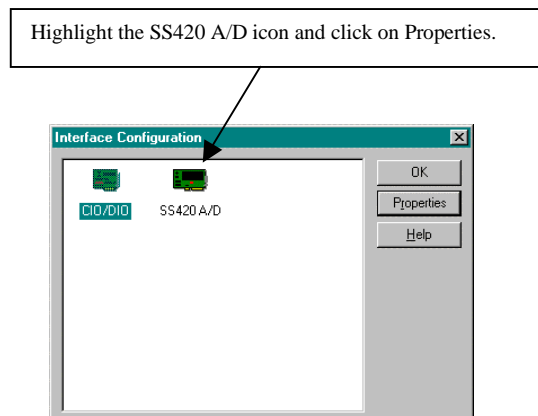 Highlight the SS420 A/D icon and click on Properties.
Interface Configuration
CIO/DIO
SS420 A/D
OK
Properties
Help